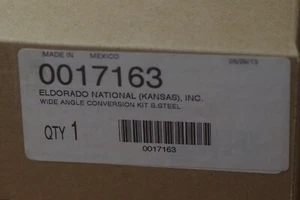 MADE IN MEXICO
0017163
ELDORADO NATIONAL (KANSAS), INC.
WIDE ANGLE CONVERSION KIT S.STEEL
QTY 1
0017163